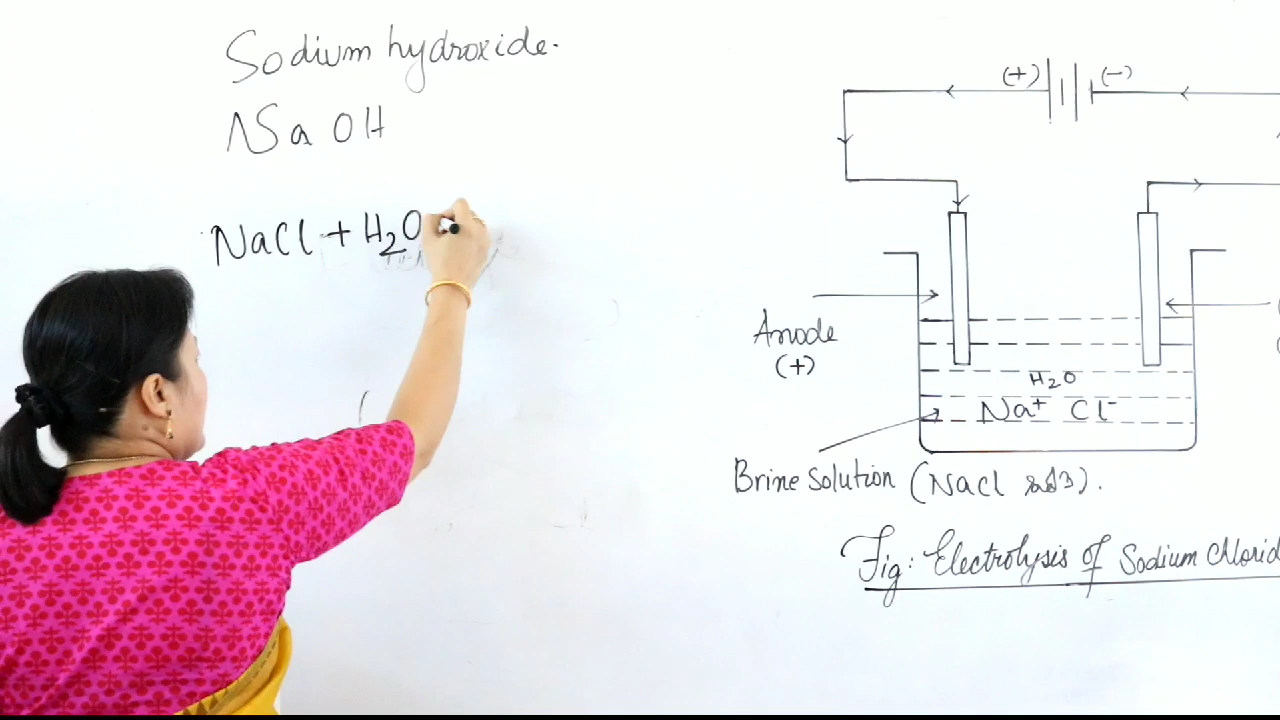 Sodium hydroxide.
NaOH
NaCl + H2O
(+) (-)
Anode
(+)
H2O
Na+ Cl-
Brine Solution (NaCl
Fig: Electrolysis of Sodium Chlorid